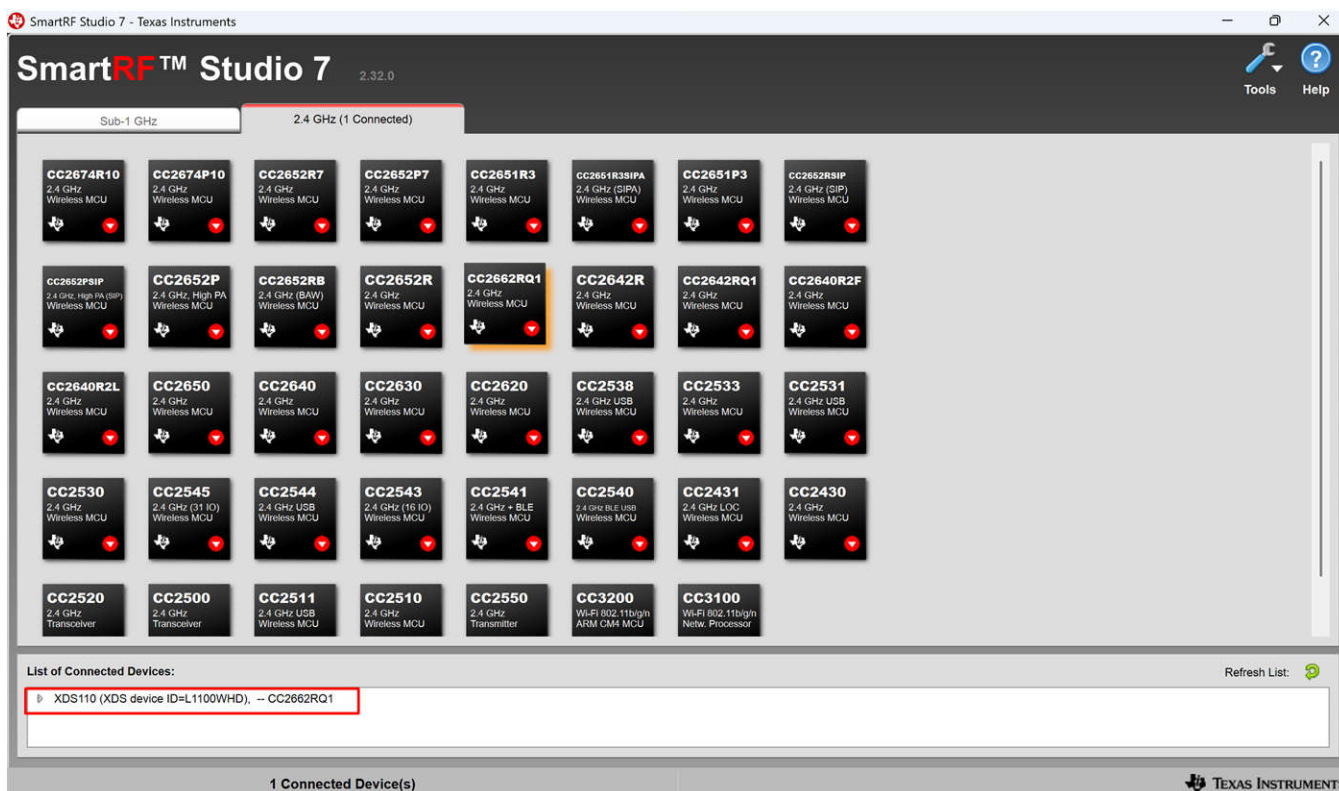 SmartRF Studio 7 - Texas Instruments
SmartRF™ Studio 7 2.32.0
Tools Help
Sub-1 GHz
2.4 GHz (1 Connected)
CC2674R10
2.4 GHz
Wireless MCU
CC2674P10
2.4 GHz
Wireless MCU
CC2652R7
2.4 GHz
Wireless MCU
CC2652P7
2.4 GHz
Wireless MCU
CC2651R3
2.4 GHz
Wireless MCU
CC2651R3SIPA
2.4 GHz (SIPA)
Wireless MCU
CC2651P3
2.4 GHz
Wireless MCU
CC2652RSIP
2.4 GHz (SIP)
Wireless MCU
CC2652PSIP
2.4 GHz, High PA (SIP)
Wireless MCU
CC2652P
2.4 GHz, High PA
Wireless MCU
CC2652RB
2.4 GHz (BAW)
Wireless MCU
CC2652R
2.4 GHz
Wireless MCU
CC2662RQ1
2.4 GHz
Wireless MCU
CC2642R
2.4 GHz
Wireless MCU
CC2642RQ1
2.4 GHz
Wireless MCU
CC2640R2F
2.4 GHz
Wireless MCU
CC2640R2L
2.4 GHz
Wireless MCU
CC2650
2.4 GHz
Wireless MCU
CC2640
2.4 GHz
Wireless MCU
CC2630
2.4 GHz
Wireless MCU
CC2620
2.4 GHz
Wireless MCU
CC2538
2.4 GHz USB
Wireless MCU
CC2533
2.4 GHz
Wireless MCU
CC2531
2.4 GHz USB
Wireless MCU
CC2530
2.4 GHz
Wireless MCU
CC2545
2.4 GHz (31 IO)
Wireless MCU
CC2544
2.4 GHz USB
Wireless MCU
CC2543
2.4 GHz (16 IO)
Wireless MCU
CC2541
2.4 GHz + BLE
Wireless MCU
CC2540
2.4 GHz BLE USB
Wireless MCU
CC2431
2.4 GHz LOC
Wireless MCU
CC2430
2.4 GHz
Wireless MCU
CC2520
2.4 GHz
Transceiver
CC2500
2.4 GHz
Transceiver
CC2511
2.4 GHz USB
Wireless MCU
CC2510
2.4 GHz
Wireless MCU
CC2550
2.4 GHz
Transmitter
CC3200
Wi-Fi 802.11b/g/n
ARM CM4 MCU
CC3100
Wi-Fi 802.11b/g/n
Netw. Processor
List of Connected Devices:
Refresh List:
XDS110 (XDS device ID=L1100WHD), -- CC2662RQ1
1 Connected Device(s)
TEXAS INSTRUMENT